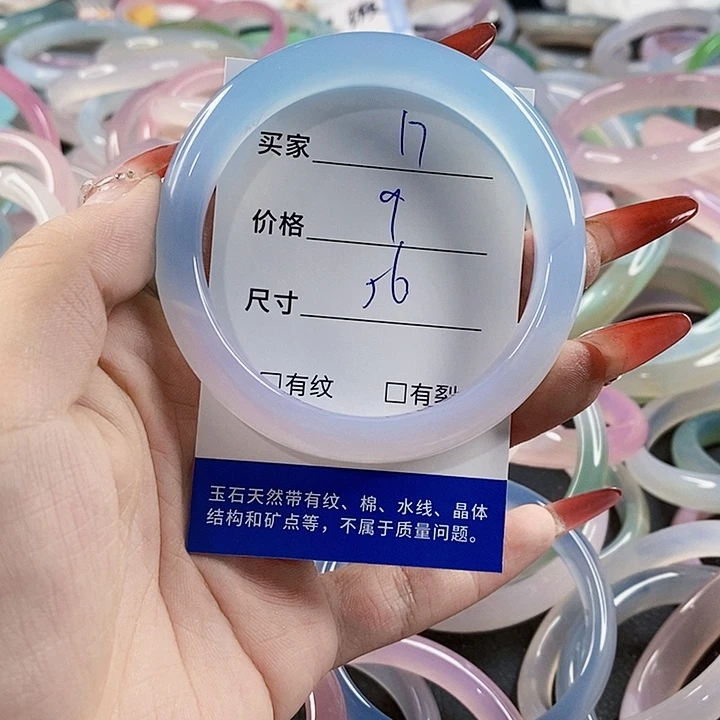 买家 17
价格 9
尺寸 56
□有纹 □有裂
玉石天然带有纹、棉、水线、晶体
结构和矿点等，不属于质量问题。